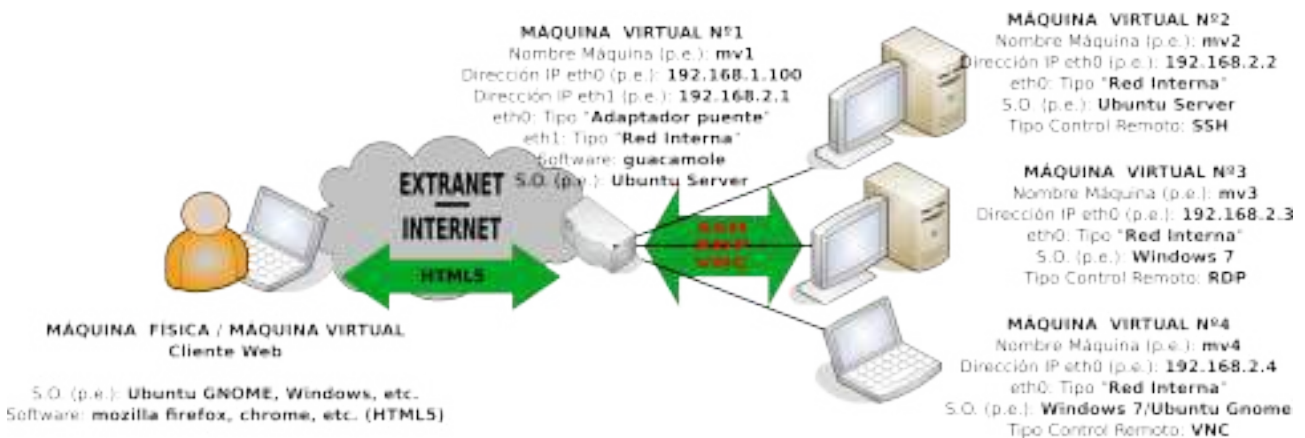 MÁQUINA VIRTUAL Nº1
Nombre Máquina (p.e.): mv1
Dirección IP eth0 (p.e.): 192.168.1.100
Dirección IP eth1 (p.e.): 192.168.2.1
eth0: Tipo "Adaptador puente"
eth1: Tipo "Red Interna"
Software: guacamole
S.O. (p.e.): Ubuntu Server
MÁQUINA VIRTUAL Nº2
Nombre Máquina (p.e.): mv2
Dirección IP eth0 (p.e.): 192.168.2.2
eth0: Tipo "Red Interna"
S.O. (p.e.): Ubuntu Server
Tipo Control Remoto: SSH
EXTRANET
INTERNET
HTML5
SSH
RDP
VNC
MÁQUINA VIRTUAL Nº3
Nombre Máquina (p.e.): mv3
Dirección IP eth0 (p.e.): 192.168.2.3
eth0: Tipo "Red Interna"
S.O. (p.e.): Windows 7
Tipo Control Remoto: RDP
MÁQUINA FÍSICA / MÁQUINA VIRTUAL
Cliente Web
S.O. (p.e.): Ubuntu GNOME, Windows, etc.
Software: mozilla firefox, chrome, etc. (HTML5)
MÁQUINA VIRTUAL Nº4
Nombre Máquina (p.e.): mv4
Dirección IP eth0 (p.e.): 192.168.2.4
eth0: Tipo "Red Interna"
S.O. (p.e.): Windows 7/Ubuntu Gnome
Tipo Control Remoto: VNC